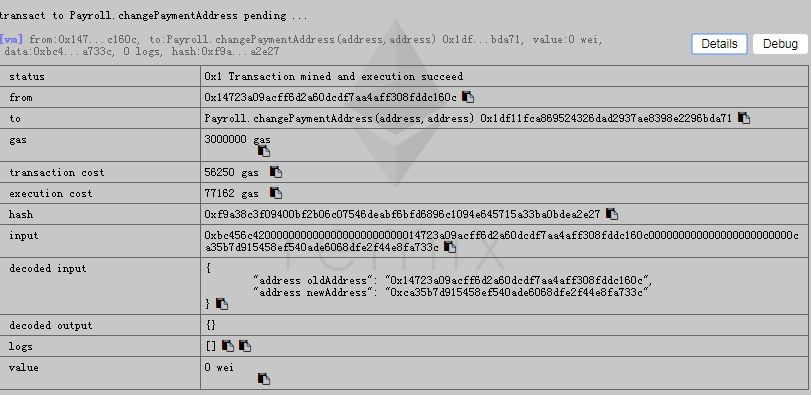 transact to Payroll.changePaymentAddress pending ...
[vm] from:0x147...c160c, to:Payroll.changePaymentAddress(address,address) 0x1df...bda71, value:0 wei,
data:0xbc4...a733c, 0 logs, hash:0xf9a...a2e27
Details Debug
status 0x1 Transaction mined and execution succeed
from 0x14723a09acff6d2a60dcdf7aa4aff308fddc160c
to Payroll.changePaymentAddress(address,address) 0x1df11fca869524326dad2937ae8398e2296bda71
gas 3000000 gas
transaction cost 56250 gas
execution cost 77162 gas
hash 0xf9a38c3f09400bf2b06c07546deabf6bfd6896c1094e645715a33ba0bdea2e27
input 0xbc456c4200000000000000000000000014723a09acff6d2a60dcdf7aa4aff308fddc160c000000000000000000000000c
a35b7d915458ef540ade6068dfe2f44e8fa733c
decoded input {
"address oldAddress": "0x14723a09acff6d2a60dcdf7aa4aff308fddc160c",
"address newAddress": "0xca35b7d915458ef540ade6068dfe2f44e8fa733c"
}
remix
decoded output {}
logs []
value 0 wei